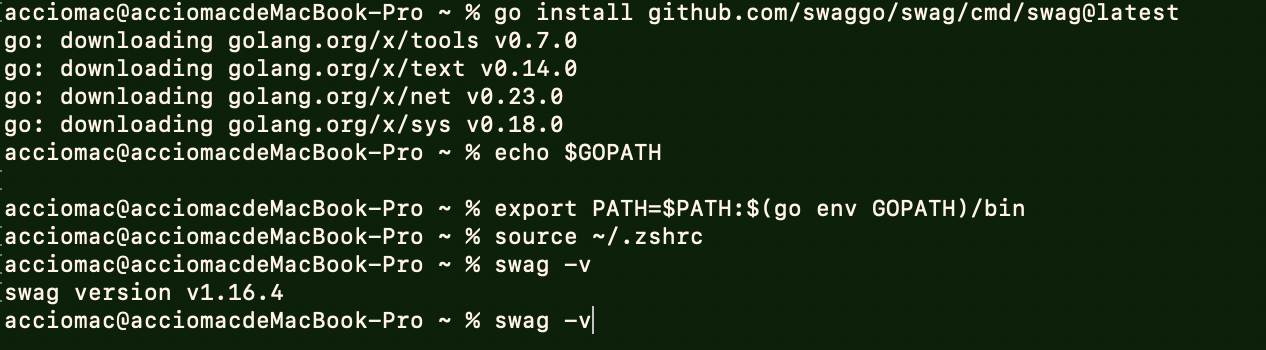 acciomac@acciomacdeMacBook-Pro ~ % go install github.com/swaggo/swag/cmd/swag@latest
go: downloading golang.org/x/tools v0.7.0
go: downloading golang.org/x/text v0.14.0
go: downloading golang.org/x/net v0.23.0
go: downloading golang.org/x/sys v0.18.0
acciomac@acciomacdeMacBook-Pro ~ % echo $GOPATH
acciomac@acciomacdeMacBook-Pro ~ % export PATH=$PATH:$(go env GOPATH)/bin
acciomac@acciomacdeMacBook-Pro ~ % source ~/.zshrc
acciomac@acciomacdeMacBook-Pro ~ % swag -v
swag version v1.16.4
acciomac@acciomacdeMacBook-Pro ~ % swag -v